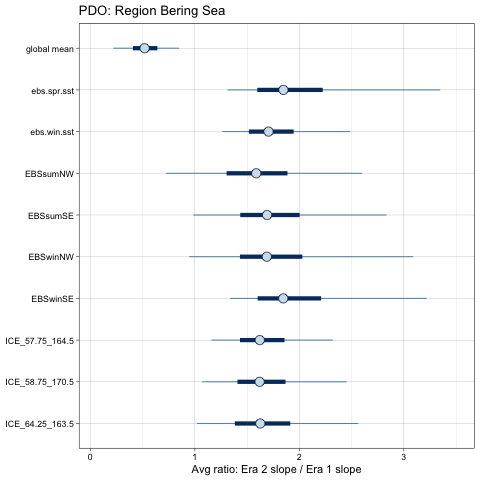 PDO: Region Bering Sea
global mean
ebs.spr.sst
ebs.win.sst
EBSsumNW
EBSsumSE
EBSwinNW
EBSwinSE
ICE_57.75_164.5
ICE_58.75_170.5
ICE_64.25_163.5
0 1 2 3
Avg ratio: Era 2 slope / Era 1 slope